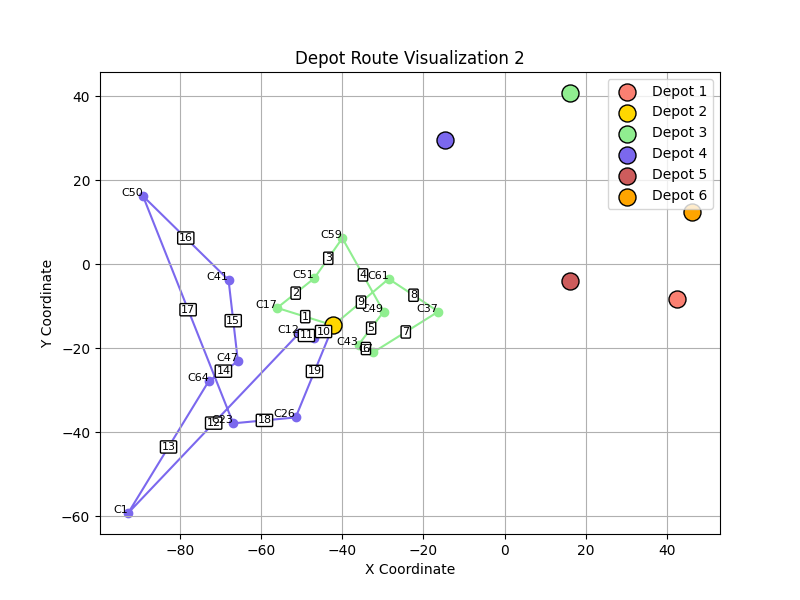 Depot Route Visualization 2
Depot 1
Depot 2
Depot 3
Depot 4
Depot 5
Depot 6
40
20
0
−20
−40
−60
Y Coordinate
C50
16
C59
3
C41
C51
4
C61
2
8
17
C17
9
1
C49
C37
15
C12
11
10
5
7
C43
6
C47
14
19
C64
C26
18
C23
12
13
C1
−80
−60
−40
−20
0
20
40
X Coordinate